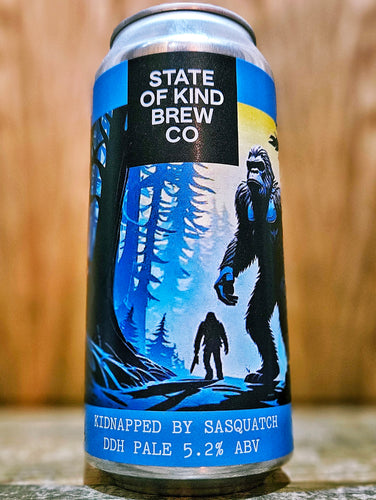 STATE
OF KIND
BREW
CO
KIDNAPPED BY SASQUATCH
DDH PALE 5.2% ABV